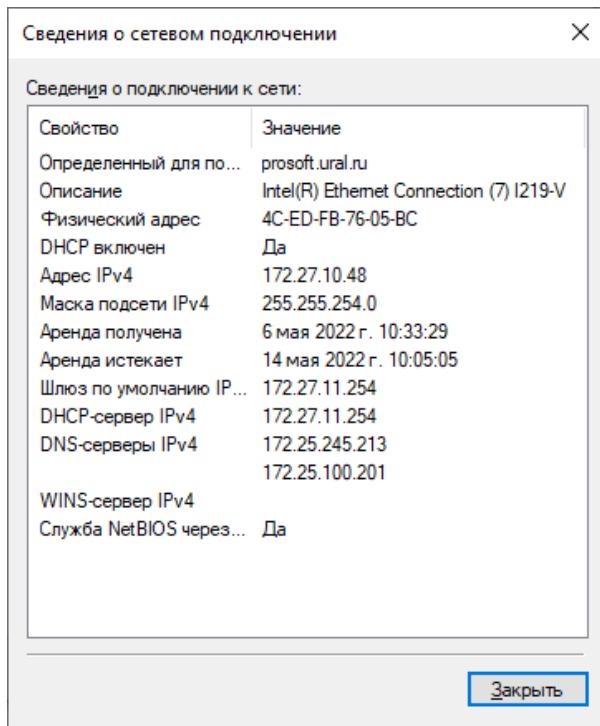 Сведения о сетевом подключении
Сведения о подключении к сети:
Свойство Значение
Определенный для по... prosoft.ural.ru
Описание Intel(R) Ethernet Connection (7) I219-V
Физический адрес 4C-ED-FB-76-05-BC
DHCP включен Да
Адрес IPv4 172.27.10.48
Маска подсети IPv4 255.255.254.0
Аренда получена 6 мая 2022 г. 10:33:29
Аренда истекает 14 мая 2022 г. 10:05:05
Шлюз по умолчанию IP... 172.27.11.254
DHCP-сервер IPv4 172.27.11.254
DNS-серверы IPv4 172.25.245.213
172.25.100.201
WINS-сервер IPv4
Служба NetBIOS через... Да
Закрыть